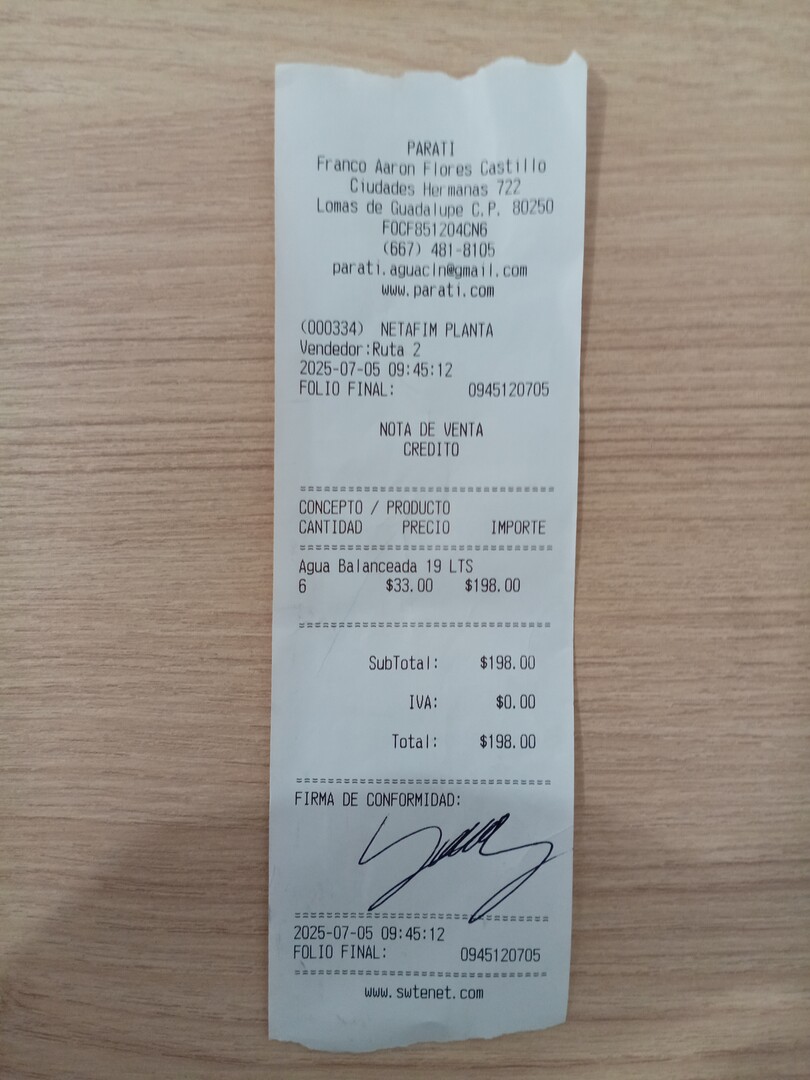 PARATI
Franco Aaron Flores Castillo
Ciudades Hermanas 722
Lomas de Guadalupe C.P. 80250
FOCF851204CN6
(667) 481-8105
parati.aguacln@gmail.com
www.parati.com
(000334) NETAFIM PLANTA
Vendedor:Ruta 2
2025-07-05 09:45:12
FOLIO FINAL: 0945120705
NOTA DE VENTA
CREDITO
================================
CONCEPTO / PRODUCTO
CANTIDAD PRECIO IMPORTE
================================
Agua Balanceada 19 LTS
6 $33.00 $198.00
================================
SubTotal: $198.00
IVA: $0.00
Total: $198.00
================================
FIRMA DE CONFORMIDAD:
================================
2025-07-05 09:45:12
FOLIO FINAL: 0945120705
================================
www.swtenet.com